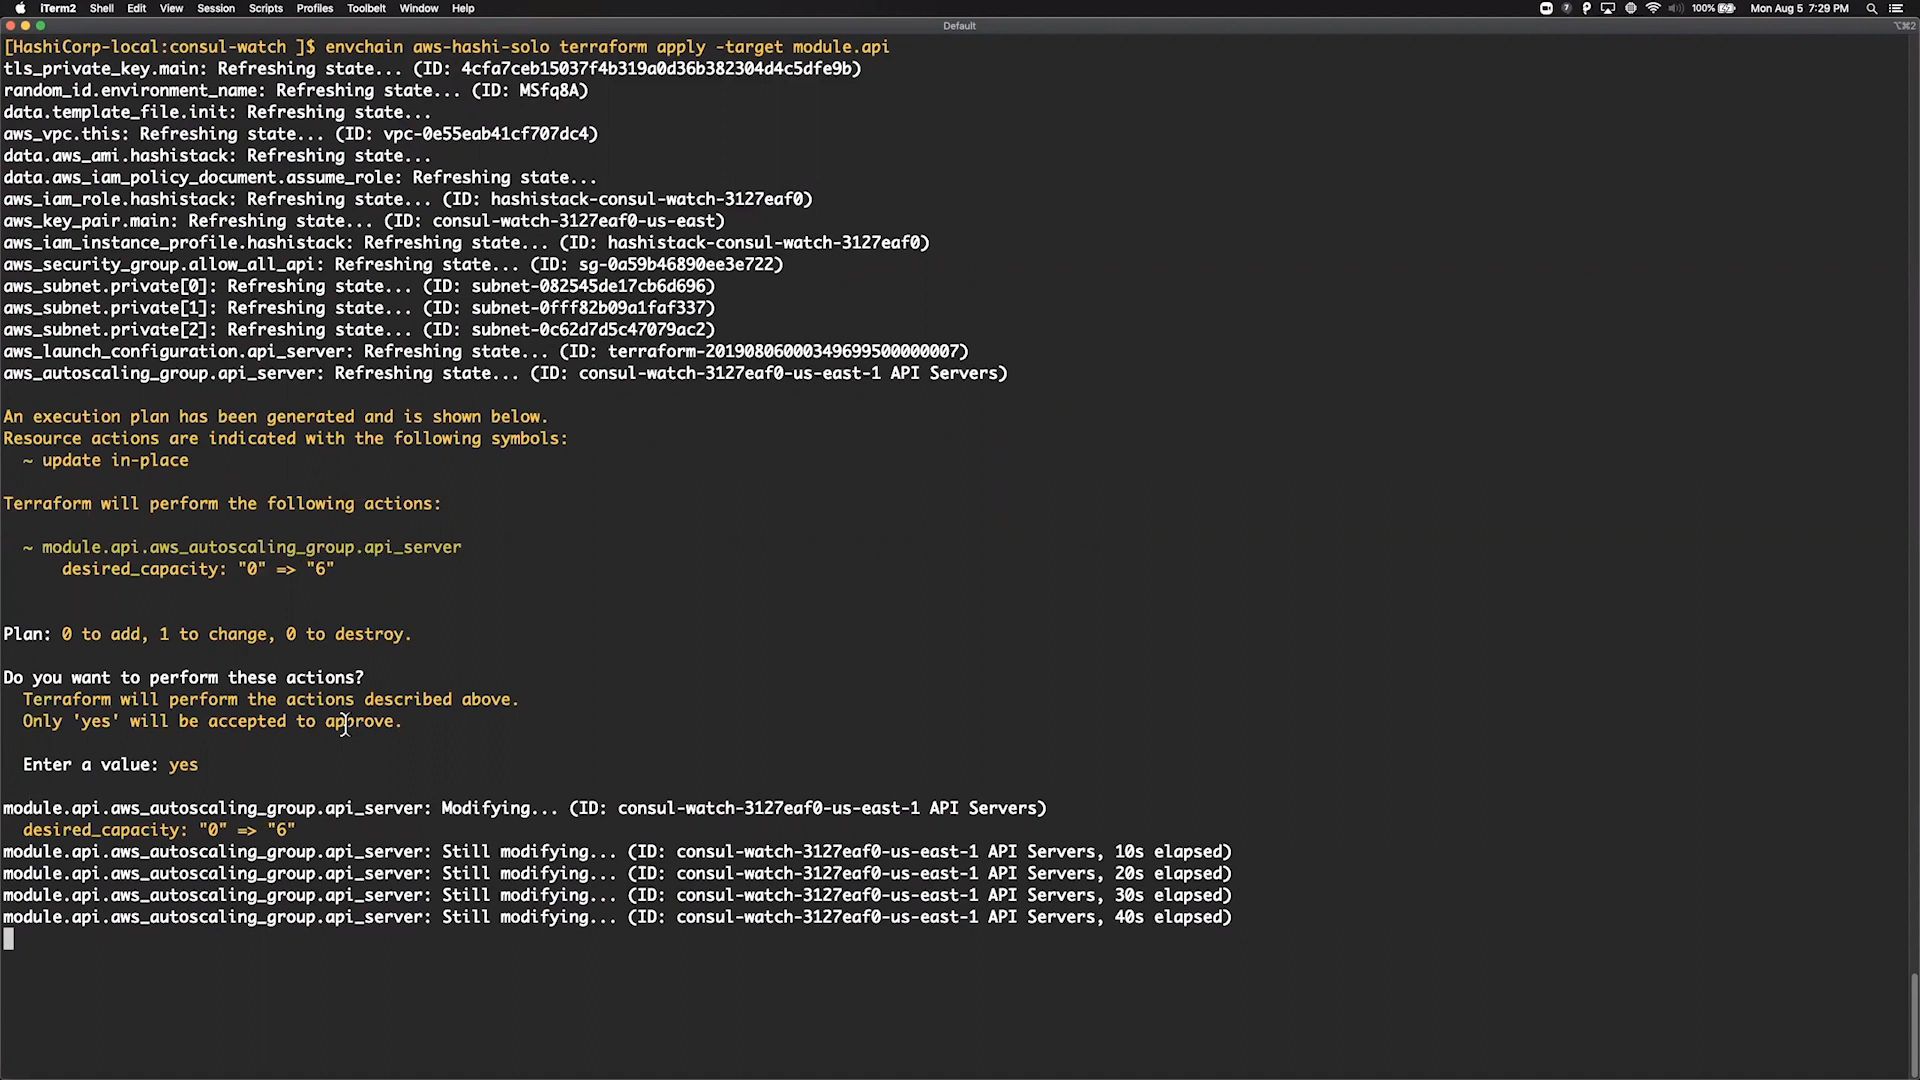 iTerm2 Shell Edit View Session Scripts Profiles Toolbelt Window Help 7 100% Mon Aug 5 7:29 PM
Default ⌥⌘2
[HashiCorp-local:consul-watch ]$ envchain aws-hashi-solo terraform apply -target module.api
tls_private_key.main: Refreshing state... (ID: 4cfa7ceb15037f4b319a0d36b382304d4c5dfe9b)
random_id.environment_name: Refreshing state... (ID: MSfq8A)
data.template_file.init: Refreshing state...
aws_vpc.this: Refreshing state... (ID: vpc-0e55eab41cf707dc4)
data.aws_ami.hashistack: Refreshing state...
data.aws_iam_policy_document.assume_role: Refreshing state...
aws_iam_role.hashistack: Refreshing state... (ID: hashistack-consul-watch-3127eaf0)
aws_key_pair.main: Refreshing state... (ID: consul-watch-3127eaf0-us-east)
aws_iam_instance_profile.hashistack: Refreshing state... (ID: hashistack-consul-watch-3127eaf0)
aws_security_group.allow_all_api: Refreshing state... (ID: sg-0a59b46890ee3e722)
aws_subnet.private[0]: Refreshing state... (ID: subnet-082545de17cb6d696)
aws_subnet.private[1]: Refreshing state... (ID: subnet-0fff82b09a1faf337)
aws_subnet.private[2]: Refreshing state... (ID: subnet-0c62d7d5c47079ac2)
aws_launch_configuration.api_server: Refreshing state... (ID: terraform-20190806000349699500000007)
aws_autoscaling_group.api_server: Refreshing state... (ID: consul-watch-3127eaf0-us-east-1 API Servers)
An execution plan has been generated and is shown below.
Resource actions are indicated with the following symbols:
~ update in-place
Terraform will perform the following actions:
~ module.api.aws_autoscaling_group.api_server
desired_capacity: "0" => "6"
Plan: 0 to add, 1 to change, 0 to destroy.
Do you want to perform these actions?
Terraform will perform the actions described above.
Only 'yes' will be accepted to approve.
Enter a value: yes
module.api.aws_autoscaling_group.api_server: Modifying... (ID: consul-watch-3127eaf0-us-east-1 API Servers)
desired_capacity: "0" => "6"
module.api.aws_autoscaling_group.api_server: Still modifying... (ID: consul-watch-3127eaf0-us-east-1 API Servers, 10s elapsed)
module.api.aws_autoscaling_group.api_server: Still modifying... (ID: consul-watch-3127eaf0-us-east-1 API Servers, 20s elapsed)
module.api.aws_autoscaling_group.api_server: Still modifying... (ID: consul-watch-3127eaf0-us-east-1 API Servers, 30s elapsed)
module.api.aws_autoscaling_group.api_server: Still modifying... (ID: consul-watch-3127eaf0-us-east-1 API Servers, 40s elapsed)